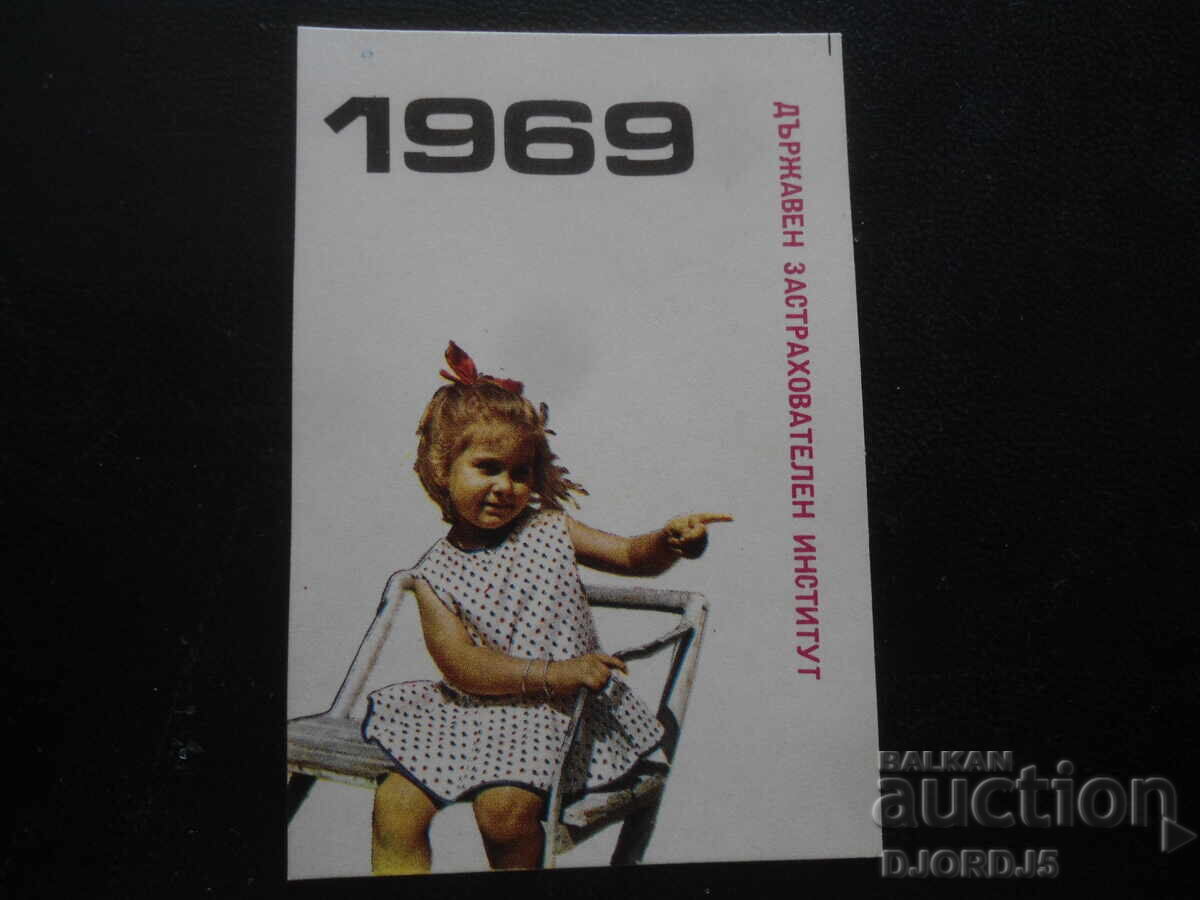 1969
ДЪРЖАВЕН ЗАСТРАХОВАТЕЛЕН ИНСТИТУТ
BALKAN
auction
DJORDJ5